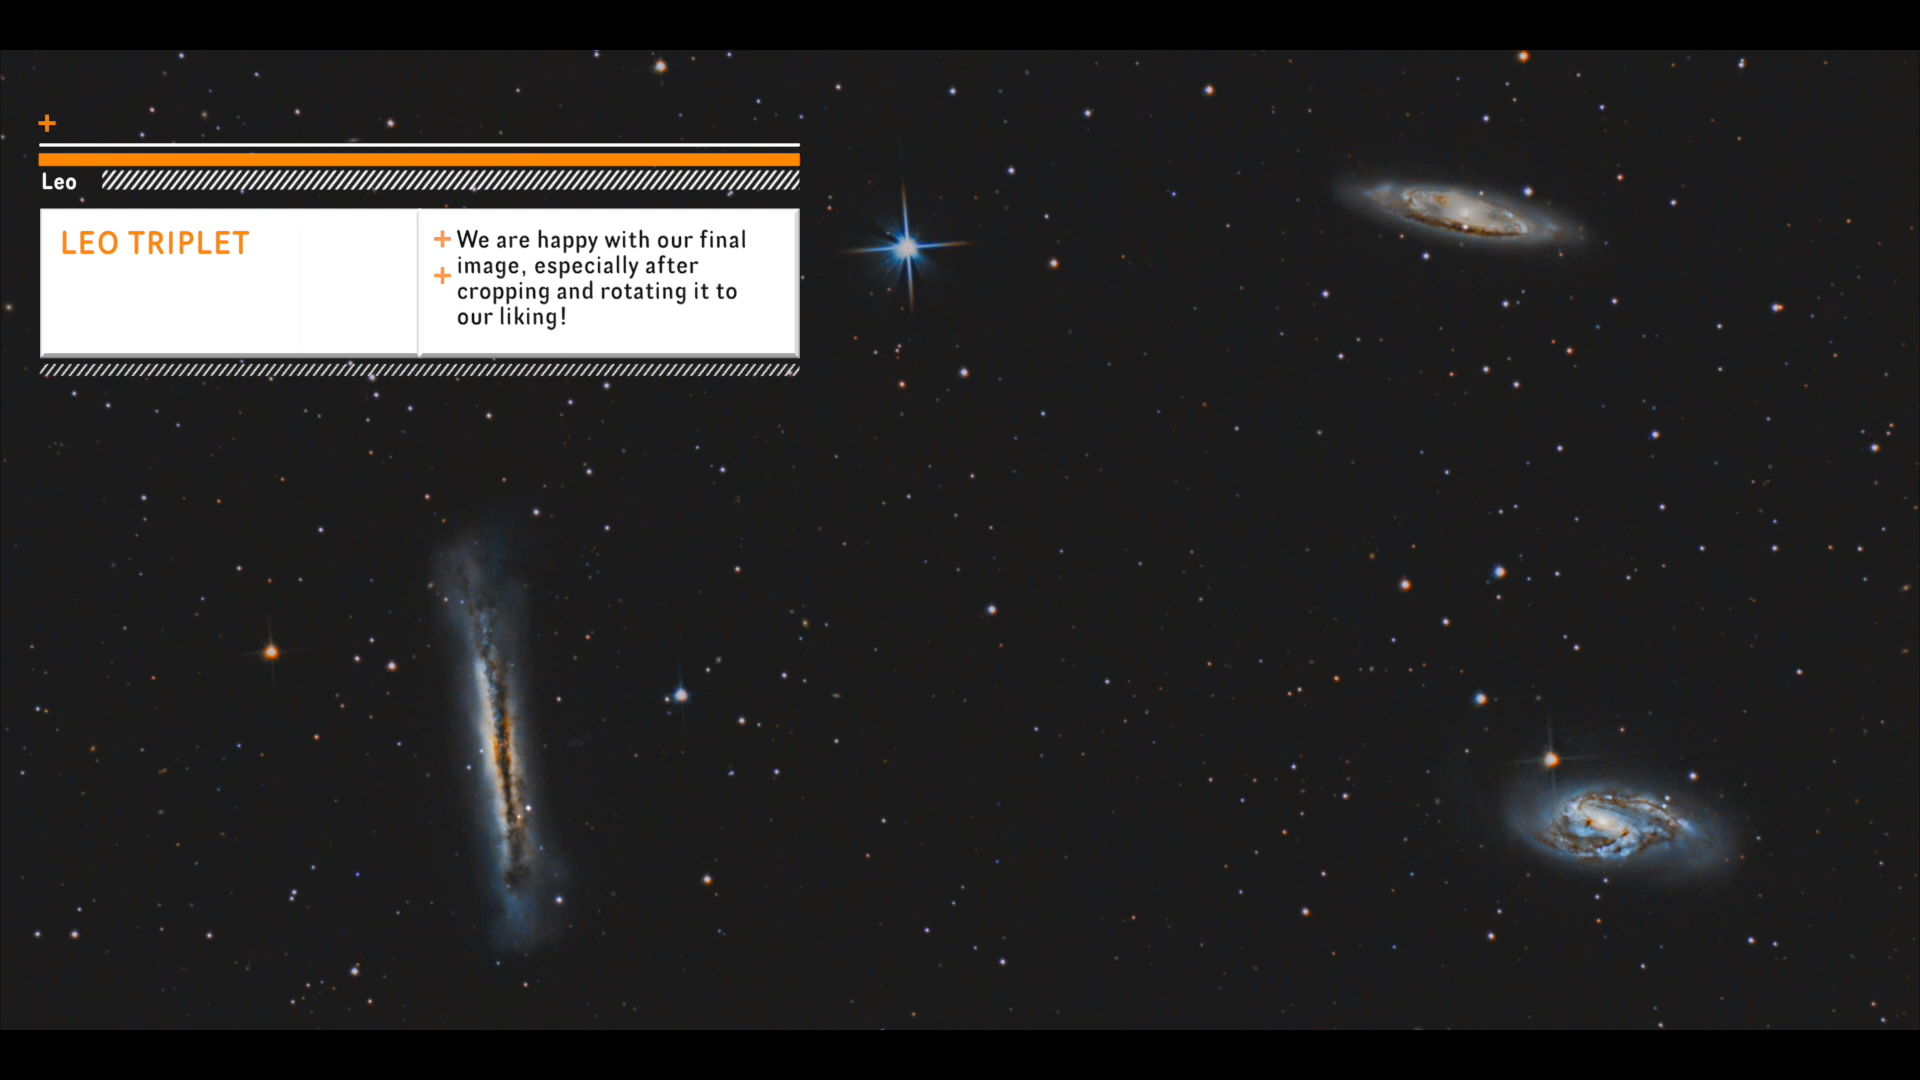 Leo
LEO TRIPLET
We are happy with our final
image, especially after
cropping and rotating it to
our liking!